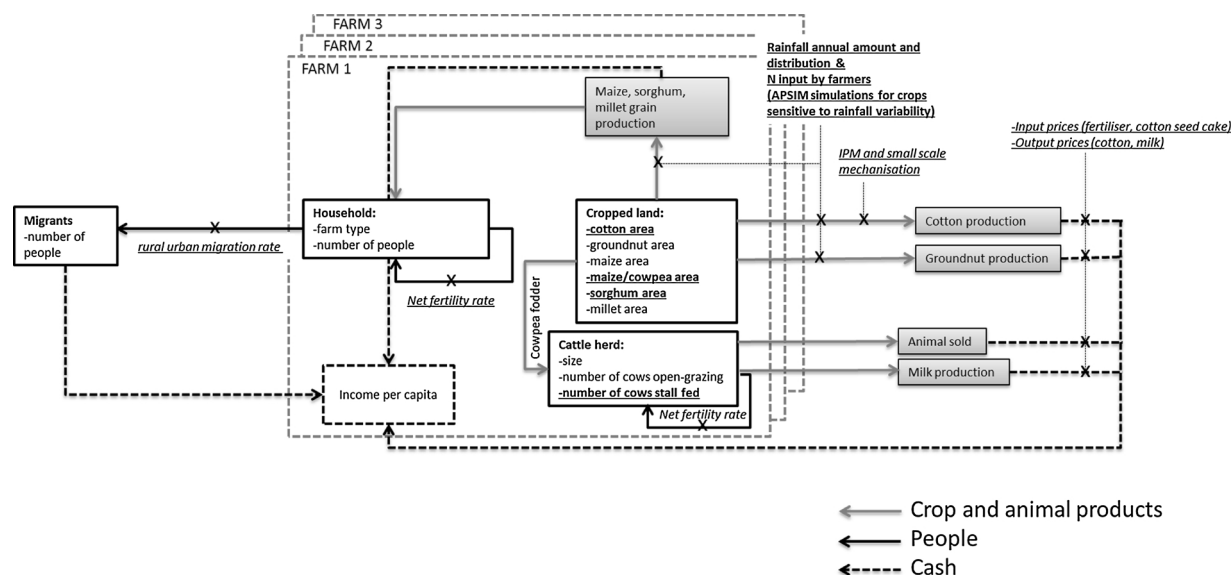 FARM 3
FARM 2
FARM 1
Rainfall annual amount and
distribution &
N input by farmers
(APSIM simulations for crops
sensitive to rainfall variability)
Maize, sorghum,
millet grain
production
-Input prices (fertiliser, cotton seed cake)
-Output prices (cotton, milk)
IPM and small scale
mechanisation
X
Migrants
-number of
people
X
rural urban migration rate
Household:
-farm type
-number of people
X
Net fertility rate
Cropped land:
-cotton area
-groundnut area
-maize area
-maize/cowpea area
-sorghum area
-millet area
X
X
Cotton production
X
X
Groundnut production
X
Cowpea fodder
Cattle herd:
-size
-number of cows open-grazing
-number of cows stall fed
Net fertility rate
X
Animal sold
X
Milk production
X
Income per capita
Crop and animal products
People
Cash